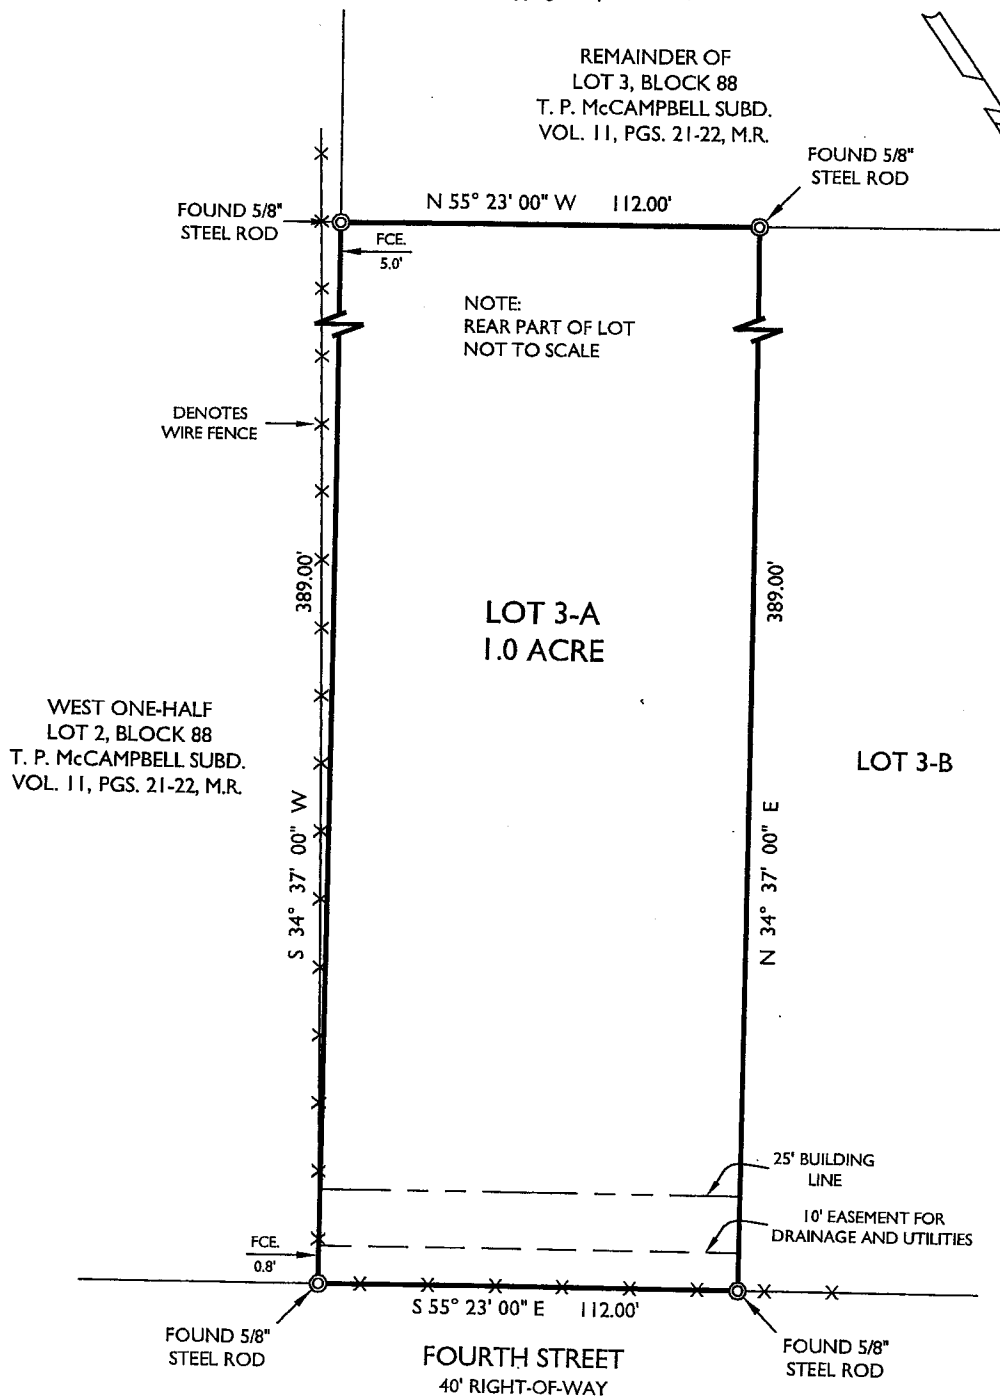 REMAINDER OF
LOT 3, BLOCK 88
T. P. McCAMPBELL SUBD.
VOL. 11, PGS. 21-22, M.R.
FOUND 5/8"
STEEL ROD
N 55° 23' 00" W 112.00'
FOUND 5/8"
STEEL ROD
FCE.
5.0'
NOTE:
REAR PART OF LOT
NOT TO SCALE
DENOTES
WIRE FENCE
389.00'
389.00'
LOT 3-A
1.0 ACRE
WEST ONE-HALF
LOT 2, BLOCK 88
T. P. McCAMPBELL SUBD.
VOL. 11, PGS. 21-22, M.R.
LOT 3-B
S 34° 37' 00" W
N 34° 37' 00" E
25' BUILDING
LINE
10' EASEMENT FOR
DRAINAGE AND UTILITIES
FCE.
0.8'
S 55° 23' 00" E 112.00'
FOUND 5/8"
STEEL ROD
FOUND 5/8"
STEEL ROD
FOURTH STREET
40' RIGHT-OF-WAY